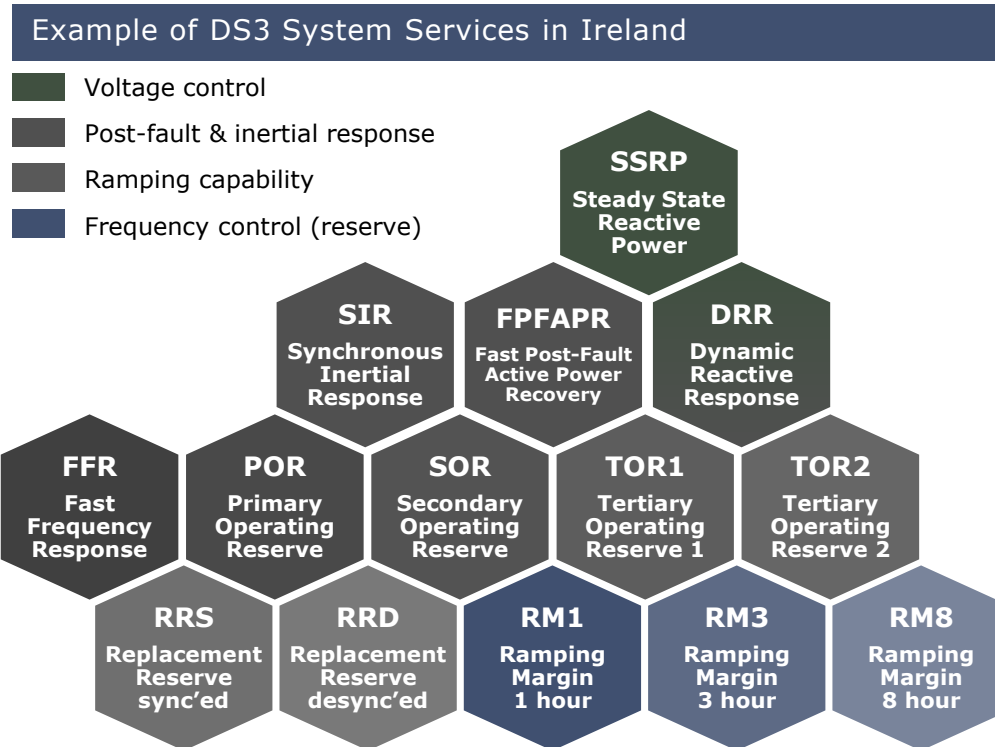 Example of DS3 System Services in Ireland
Voltage control
Post-fault & inertial response
Ramping capability
Frequency control (reserve)
SSRP
Steady State
Reactive
Power
SIR
Synchronous
Inertial
Response
FPFAPR
Fast Post-Fault
Active Power
Recovery
DRR
Dynamic
Reactive
Response
FFR
Fast
Frequency
Response
POR
Primary
Operating
Reserve
SOR
Secondary
Operating
Reserve
TOR1
Tertiary
Operating
Reserve 1
TOR2
Tertiary
Operating
Reserve 2
RRS
Replacement
Reserve
sync’ed
RRD
Replacement
Reserve
desync’ed
RM1
Ramping
Margin
1 hour
RM3
Ramping
Margin
3 hour
RM8
Ramping
Margin
8 hour